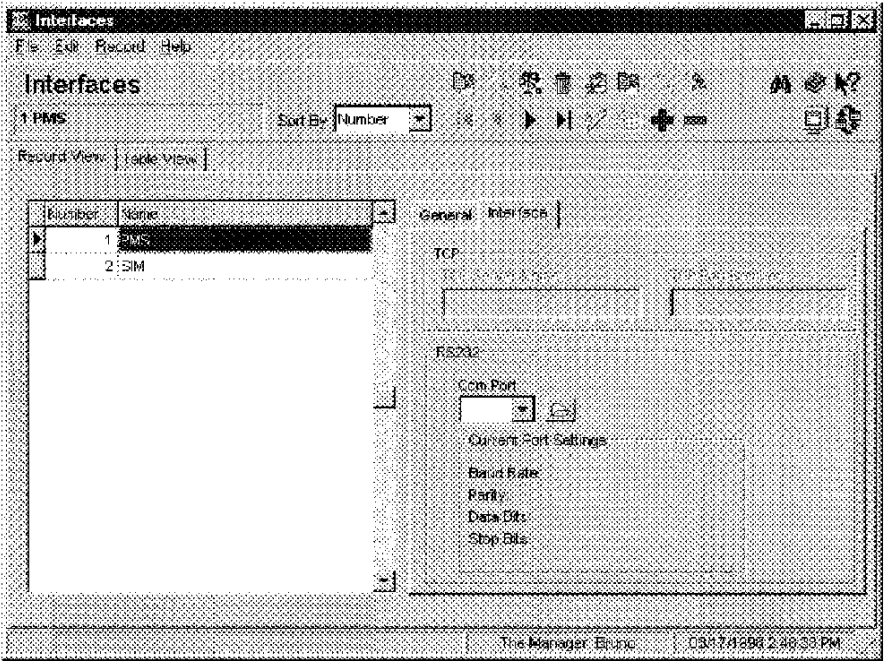 Interfaces
File Edit Record Help
Interfaces
1 PMS
Sort By Number
Record View Table View
Number Name
1 PMS
2 SIM
General Interface
TCP
RS232
Com Port
Current Port Settings
Baud Rate
Parity
Data Bits
Stop Bits
The Manager Bruno